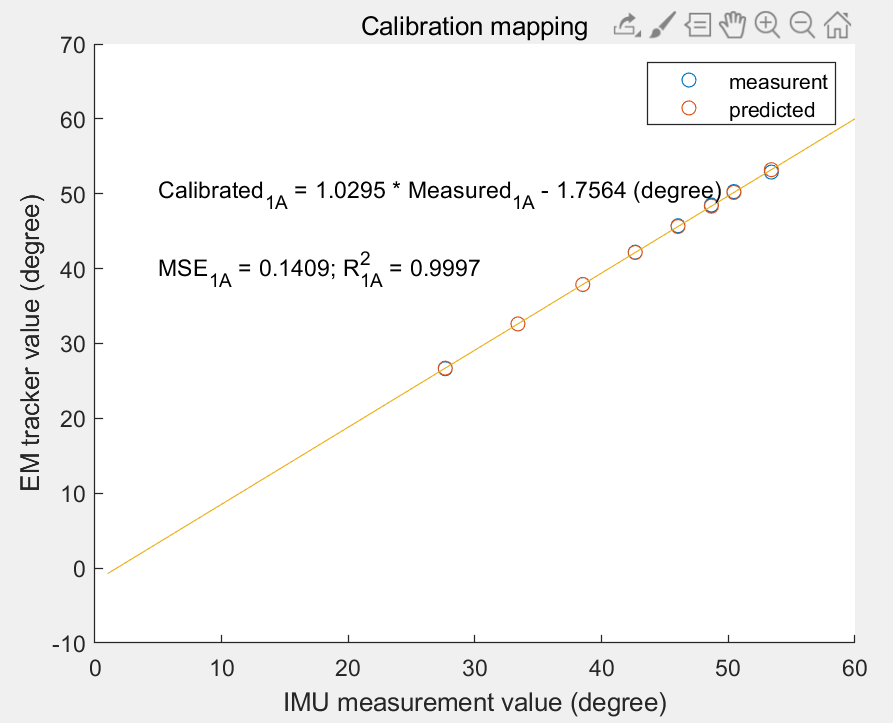 Calibration mapping
70
60
50
40
30
20
10
0
-10
measurent
predicted
Calibrated1A = 1.0295 * Measured1A - 1.7564 (degree)
MSE1A = 0.1409; R²1A = 0.9997
EM tracker value (degree)
0 10 20 30 40 50 60
IMU measurement value (degree)